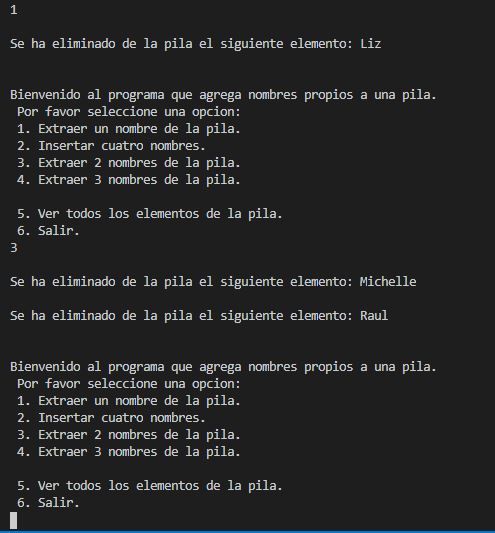 1
Se ha eliminado de la pila el siguiente elemento: Liz
Bienvenido al programa que agrega nombres propios a una pila.
Por favor seleccione una opcion:
1. Extraer un nombre de la pila.
2. Insertar cuatro nombres.
3. Extraer 2 nombres de la pila.
4. Extraer 3 nombres de la pila.
5. Ver todos los elementos de la pila.
6. Salir.
3
Se ha eliminado de la pila el siguiente elemento: Michelle
Se ha eliminado de la pila el siguiente elemento: Raul
Bienvenido al programa que agrega nombres propios a una pila.
Por favor seleccione una opcion:
1. Extraer un nombre de la pila.
2. Insertar cuatro nombres.
3. Extraer 2 nombres de la pila.
4. Extraer 3 nombres de la pila.
5. Ver todos los elementos de la pila.
6. Salir.